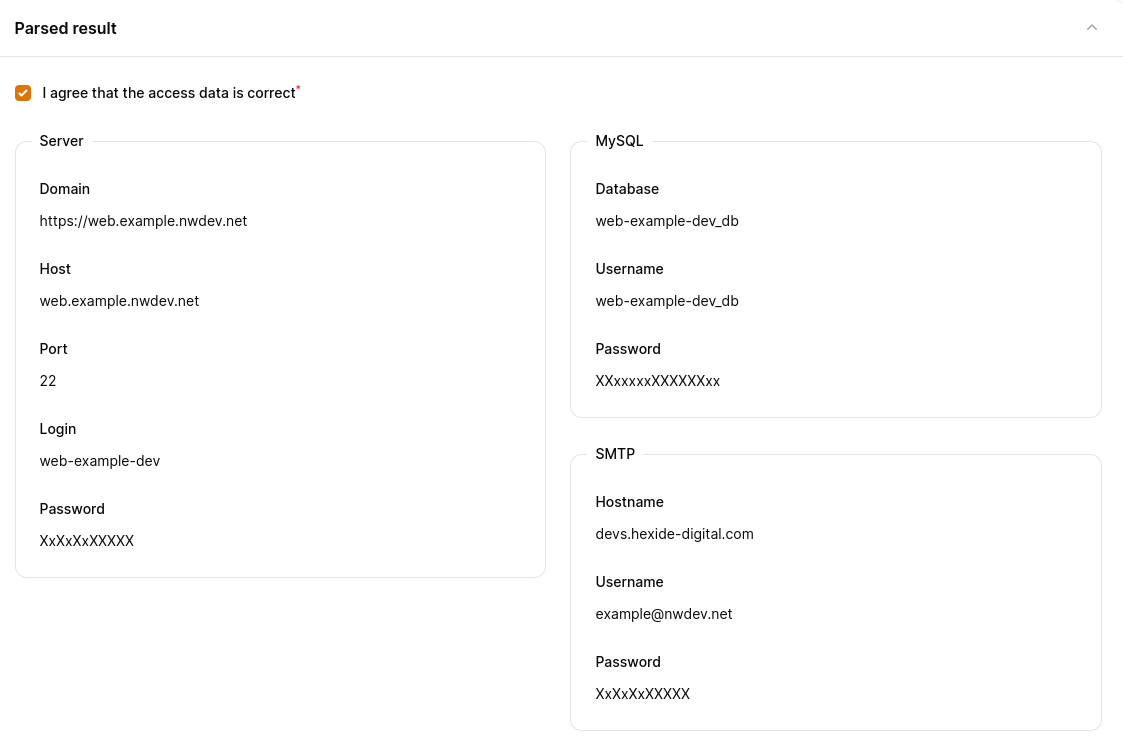 Parsed result
I agree that the access data is correct*
Server
Domain
https://web.example.nwdev.net
Host
web.example.nwdev.net
Port
22
Login
web-example-dev
Password
XxXxXxXXXXX
MySQL
Database
web-example-dev_db
Username
web-example-dev_db
Password
XXxxxxxXXXXXXxx
SMTP
Hostname
devs.hexide-digital.com
Username
example@nwdev.net
Password
XxXxXxXXXXX